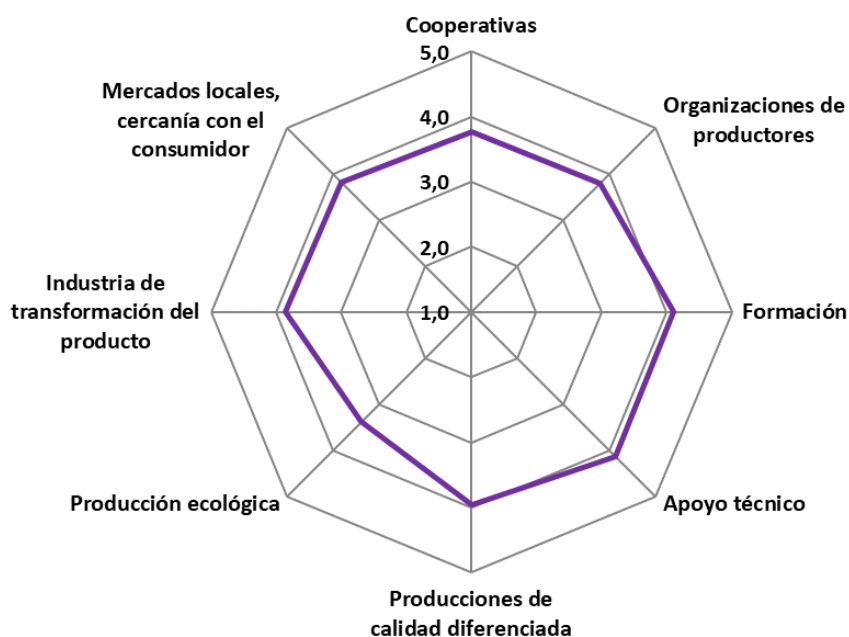 Cooperativas
5,0
4,0
3,0
2,0
1,0
Organizaciones de
productores
Formación
Apoyo técnico
Producciones de
calidad diferenciada
Producción ecológica
Industria de
transformación del
producto
Mercados locales,
cercanía con el
consumidor